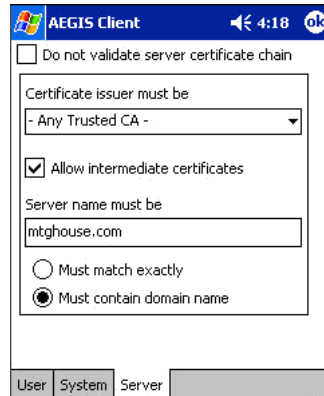 AEGIS Client 4:18 ok
Do not validate server certificate chain
Certificate issuer must be
- Any Trusted CA -
Allow intermediate certificates
Server name must be
mtghouse.com
Must match exactly
Must contain domain name
User System Server